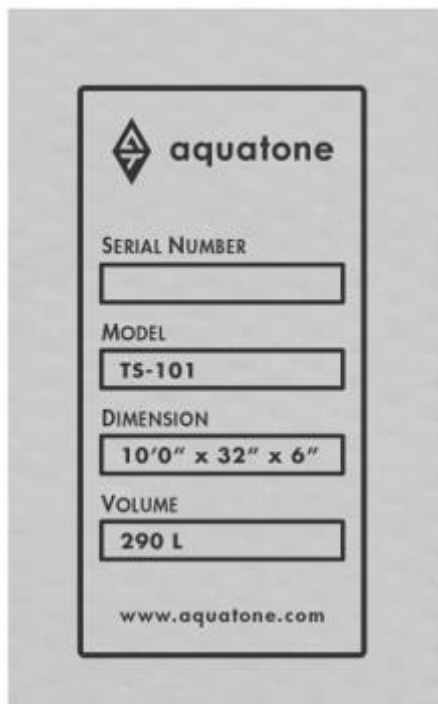 aquatone
SERIAL NUMBER
MODEL
TS-101
DIMENSION
10'0" x 32" x 6"
VOLUME
290 L
www.aquatone.com